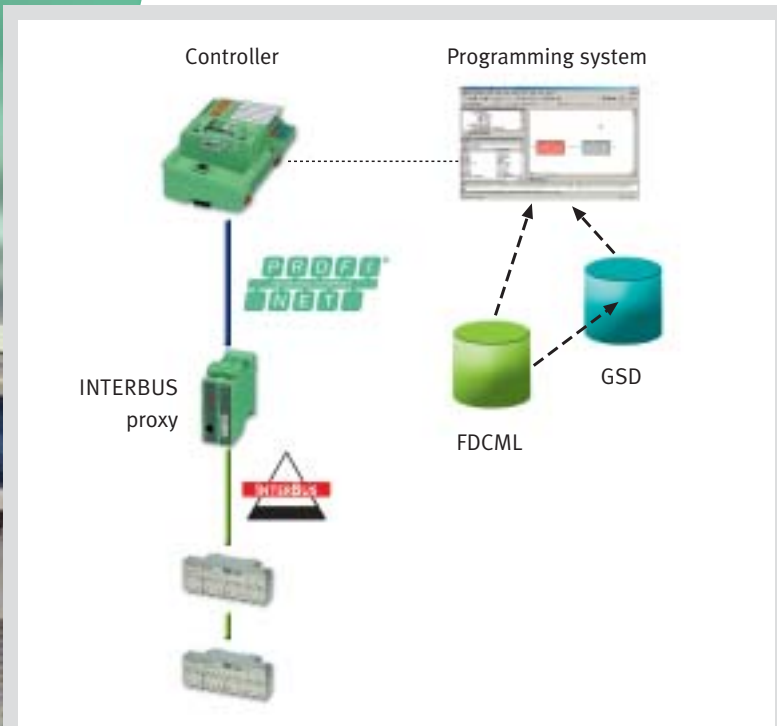 Controller
Programming system
PROFI
NET
®
INTERBUS
proxy
INTERBUS
GSD
FDCML